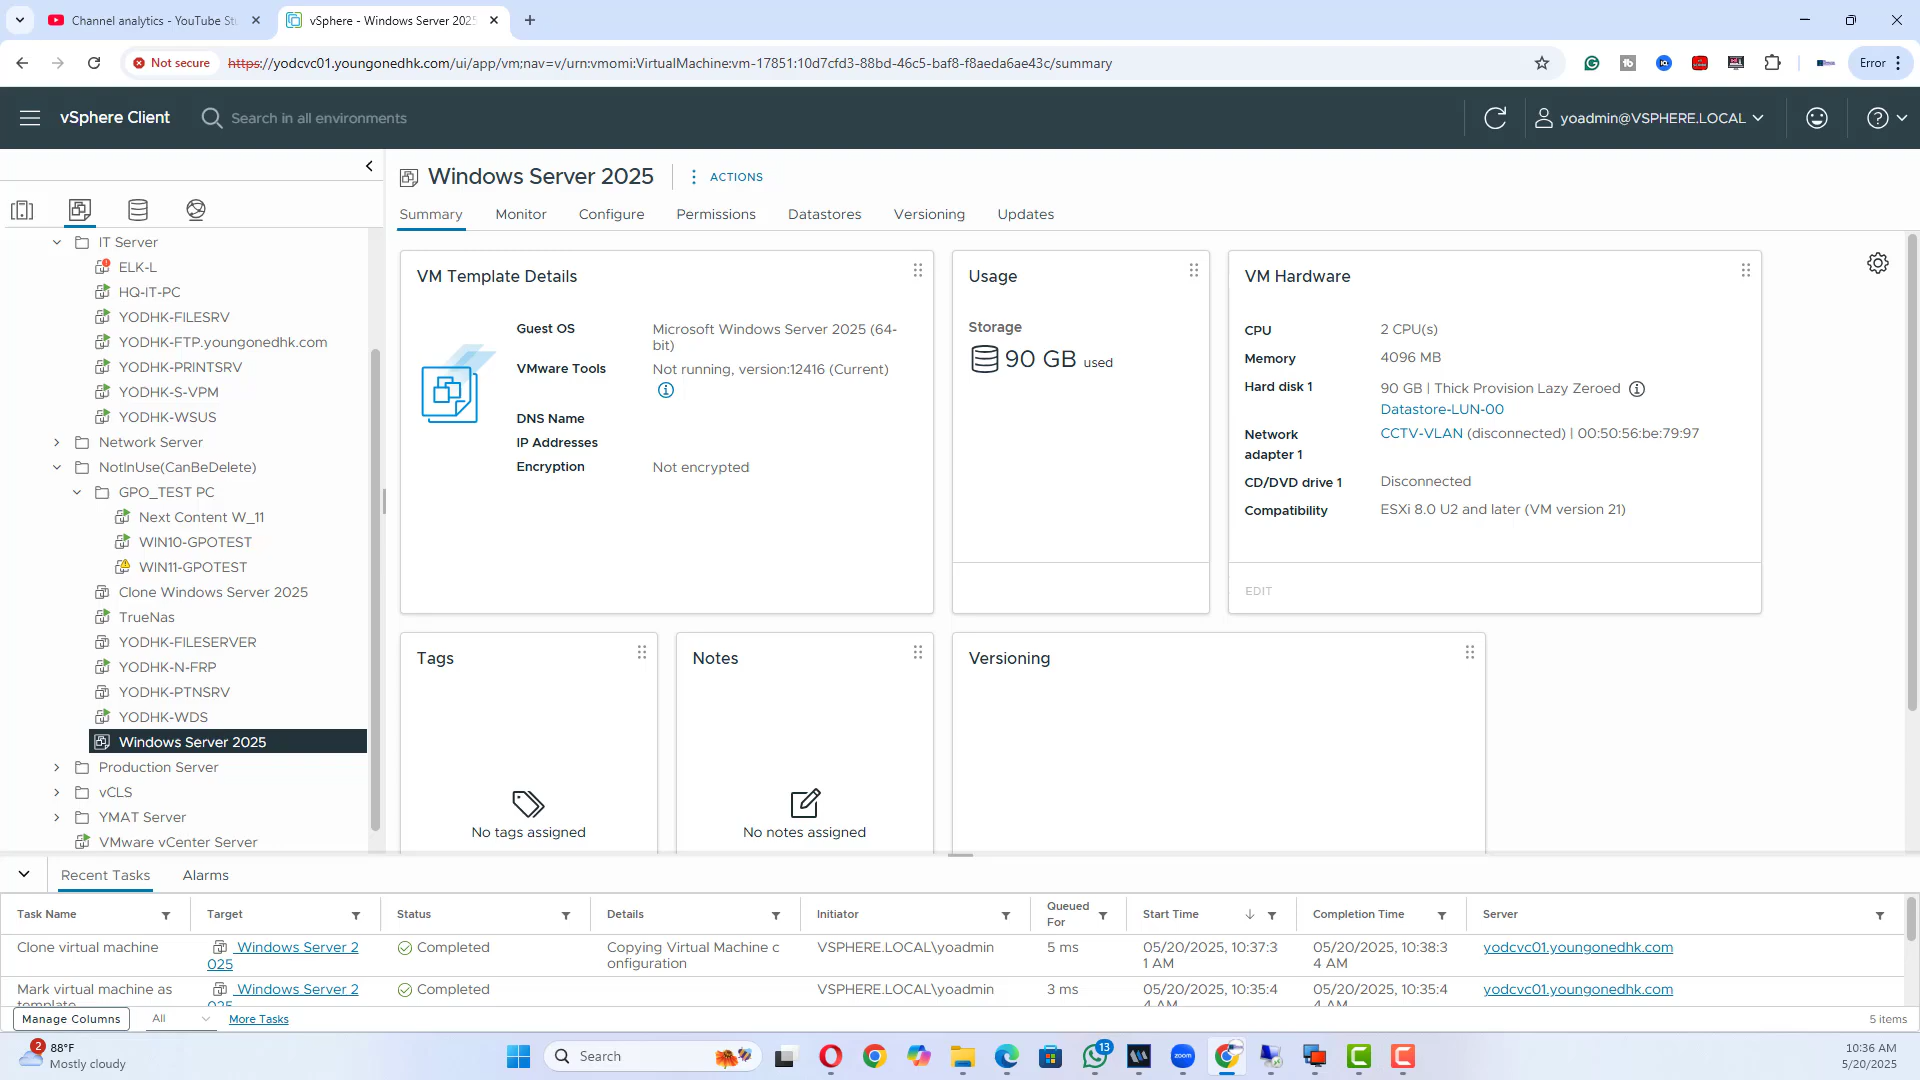 Channel analytics - YouTube Stu
vSphere - Windows Server 2025
Not secure
https://yodcvc01.youngonedhk.com/ui/app/vm;nav=v/urn:vmomi:VirtualMachine:vm-17851:10d7cfd3-88bd-46c5-baf8-f8aeda6ae43c/summary
Error
vSphere Client
Search in all environments
yoadmin@VSPHERE.LOCAL
Windows Server 2025
ACTIONS
Summary
Monitor
Configure
Permissions
Datastores
Versioning
Updates
IT Server
ELK-L
HQ-IT-PC
YODHK-FILESRV
YODHK-FTP.youngonedhk.com
YODHK-PRINTSRV
YODHK-S-VPM
YODHK-WSUS
Network Server
NotInUse(CanBeDelete)
GPO_TEST PC
Next Content W_11
WIN10-GPOTEST
WIN11-GPOTEST
Clone Windows Server 2025
TrueNas
YODHK-FILESERVER
YODHK-N-FRP
YODHK-PTNSRV
YODHK-WDS
Windows Server 2025
Production Server
vCLS
YMAT Server
VMware vCenter Server
VM Template Details
Guest OS
Microsoft Windows Server 2025 (64-
bit)
VMware Tools
Not running, version:12416 (Current)
DNS Name
IP Addresses
Encryption
Not encrypted
Usage
Storage
90 GB used
VM Hardware
CPU
2 CPU(s)
Memory
4096 MB
Hard disk 1
90 GB | Thick Provision Lazy Zeroed
Datastore-LUN-00
Network
adapter 1
CCTV-VLAN (disconnected) | 00:50:56:be:79:97
CD/DVD drive 1
Disconnected
Compatibility
ESXi 8.0 U2 and later (VM version 21)
EDIT
Tags
No tags assigned
Notes
No notes assigned
Versioning
Recent Tasks
Alarms
Task Name
Target
Status
Details
Initiator
Queued
For
Start Time
Completion Time
Server
Clone virtual machine
Windows Server 2
025
Completed
Copying Virtual Machine c
onfiguration
VSPHERE.LOCAL\yoadmin
5 ms
05/20/2025, 10:37:3
1 AM
05/20/2025, 10:38:3
4 AM
yodcvc01.youngonedhk.com
Mark virtual machine as
template
Windows Server 2
025
Completed
VSPHERE.LOCAL\yoadmin
3 ms
05/20/2025, 10:35:4
4 AM
05/20/2025, 10:35:4
4 AM
yodcvc01.youngonedhk.com
Manage Columns
All
More Tasks
5 items
2
88°F
Mostly cloudy
Search
13
zoom
10:36 AM
5/20/2025